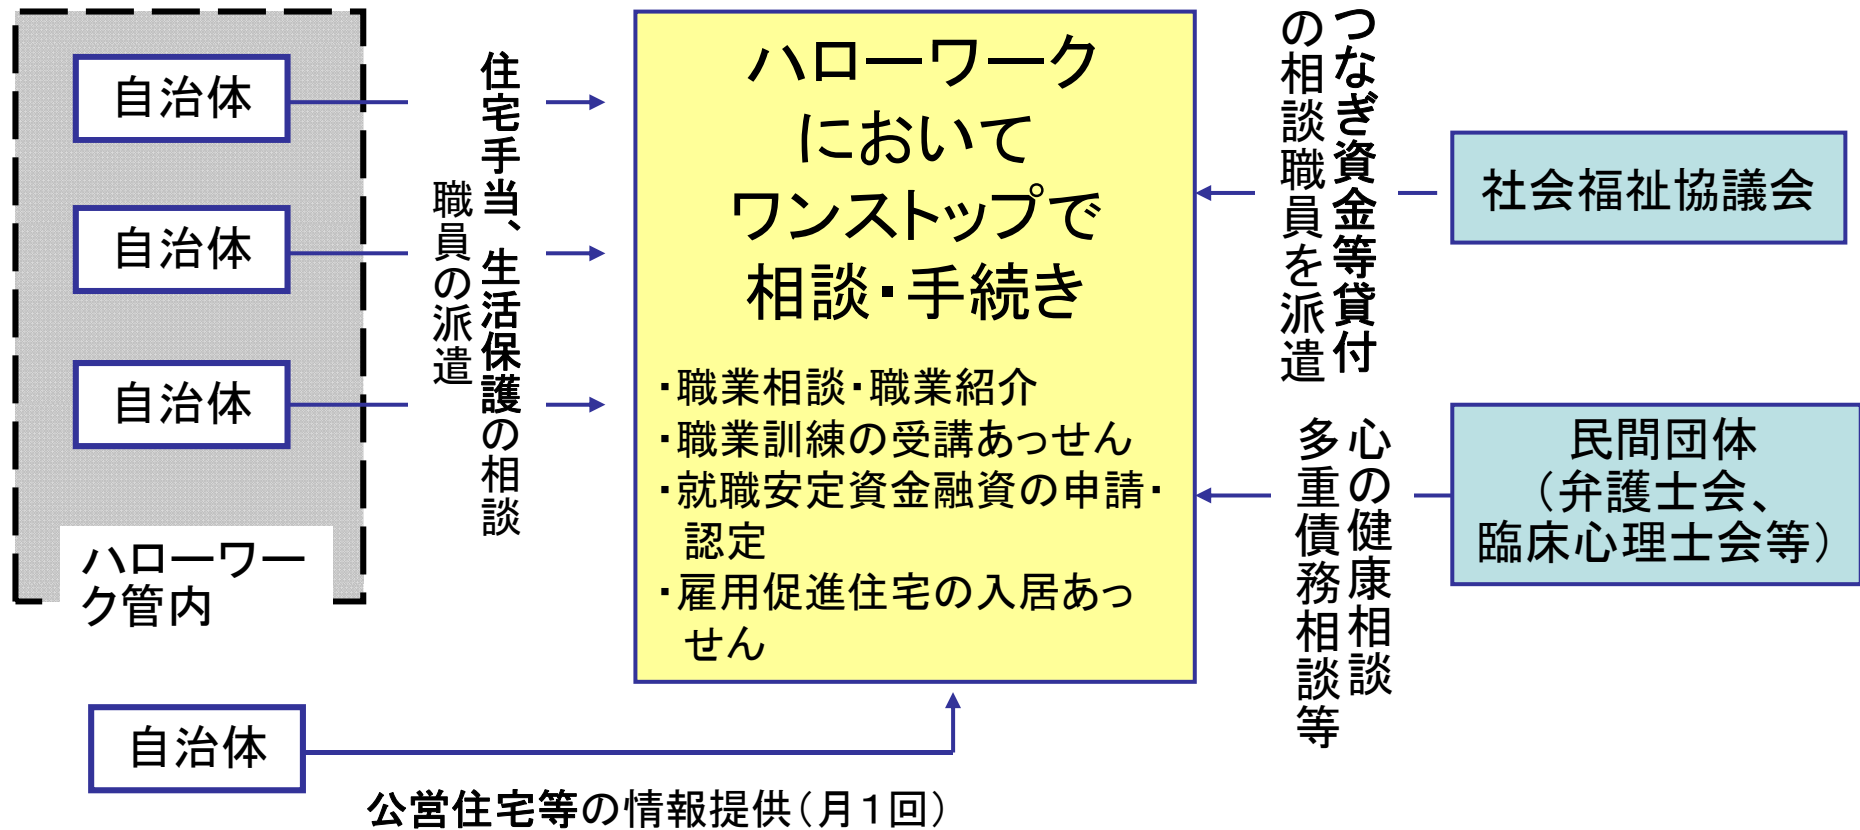 自治体
自治体
自治体
ハローワー
ク管内
住宅手当、生活保護の相談
職員の派遣
ハローワーク
において
ワンストップで
相談・手続き
・職業相談・職業紹介
・職業訓練の受講あっせん
・就職安定資金融資の申請・
認定
・雇用促進住宅の入居あっ
せん
つなぎ資金等貸付
の相談職員を派遣
社会福祉協議会
心の健康相談
多重債務相談等
民間団体
（弁護士会、
臨床心理士会等）
自治体
公営住宅等の情報提供（月１回）